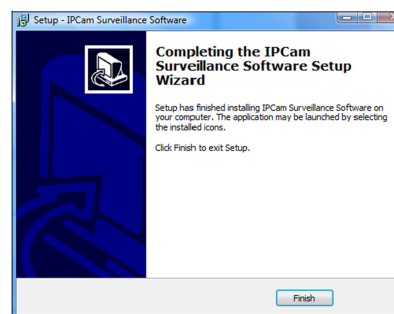 Setup - IPCam Surveillance Software
Completing the IPCam
Surveillance Software Setup
Wizard
Setup has finished installing IPCam Surveillance Software on
your computer. The application may be launched by selecting
the installed icons.
Click Finish to exit Setup.
Finish